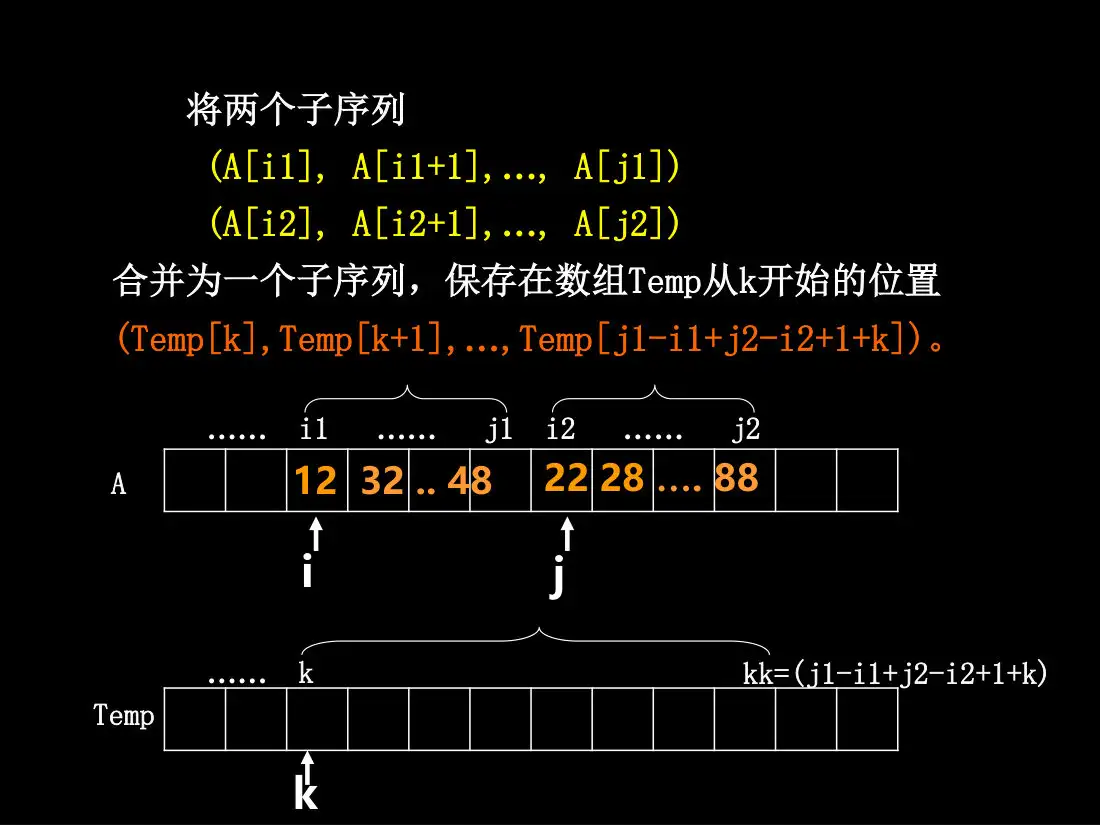 将两个子序列
(A[i1], A[i1+1],…, A[j1])
(A[i2], A[i2+1],…, A[j2])
合并为一个子序列，保存在数组Temp从k开始的位置
(Temp[k],Temp[k+1],…,Temp[j1-i1+j2-i2+1+k])。
…… i1 …… j1 i2 …… j2
A 12 32 .. 48 22 28 …. 88
i j
…… k kk=(j1-i1+j2-i2+1+k)
Temp
k